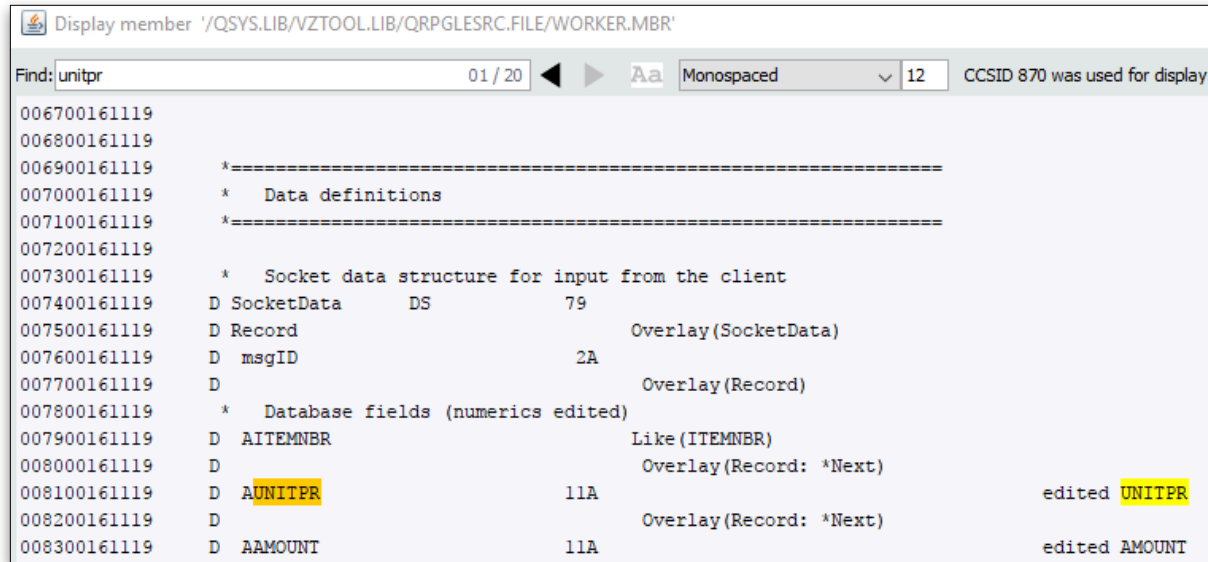 Display member '/QSYS.LIB/VZTOOL.LIB/QRPGLESRC.FILE/WORKER.MBR'
Find: unitpr 01 / 20 Aa Monospaced 12 CCSID 870 was used for display
006700161119
006800161119
006900161119 *================================================================
007000161119 * Data definitions
007100161119 *================================================================
007200161119
007300161119 * Socket data structure for input from the client
007400161119 D SocketData DS 79
007500161119 D Record Overlay(SocketData)
007600161119 D msgID 2A
007700161119 D Overlay(Record)
007800161119 * Database fields (numerics edited)
007900161119 D AITEMNBR Like(ITEMNBR)
008000161119 D Overlay(Record: *Next)
008100161119 D AUNITPR 11A edited UNITPR
008200161119 D Overlay(Record: *Next)
008300161119 D AAMOUNT 11A edited AMOUNT